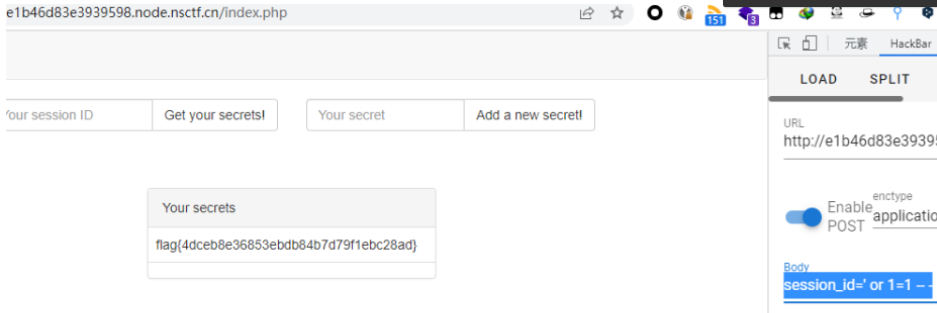 e1b46d83e3939598.node.nsctf.cn/index.php
151
3
元素
HackBar
LOAD
SPLIT
Your session ID
Get your secrets!
Your secret
Add a new secret!
URL
http://e1b46d83e3939
Your secrets
flag{4dceb8e36853ebdb84b7d79f1ebc28ad}
Enable
POST
enctype
applicatio
Body
session_id=' or 1=1 -- -